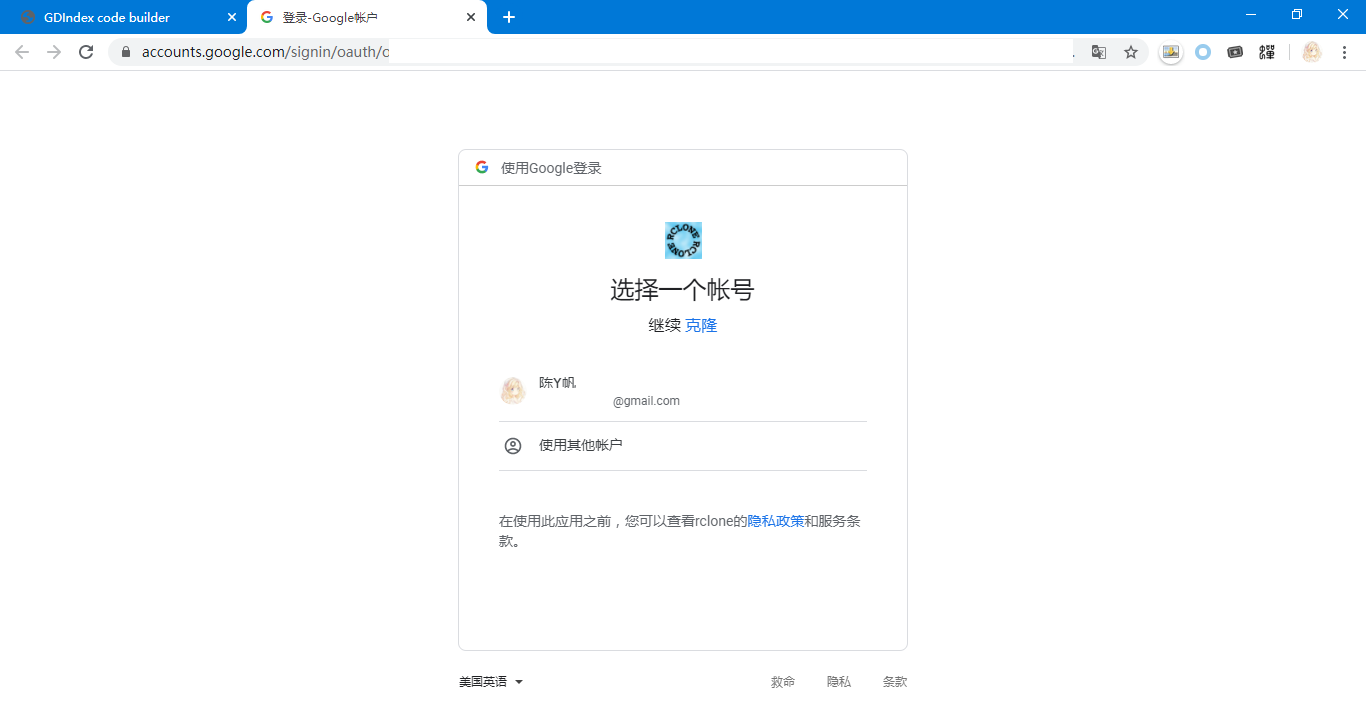 GDIndex code builder
登录-Google帐户
accounts.google.com/signin/oauth/o
使用Google登录
RCLONE RCLONE
选择一个帐号
继续 克隆
陈Y帆
@gmail.com
使用其他帐户
在使用此应用之前，您可以查看rclone的隐私政策和服务条
款。
美国英语
救命 隐私 条款